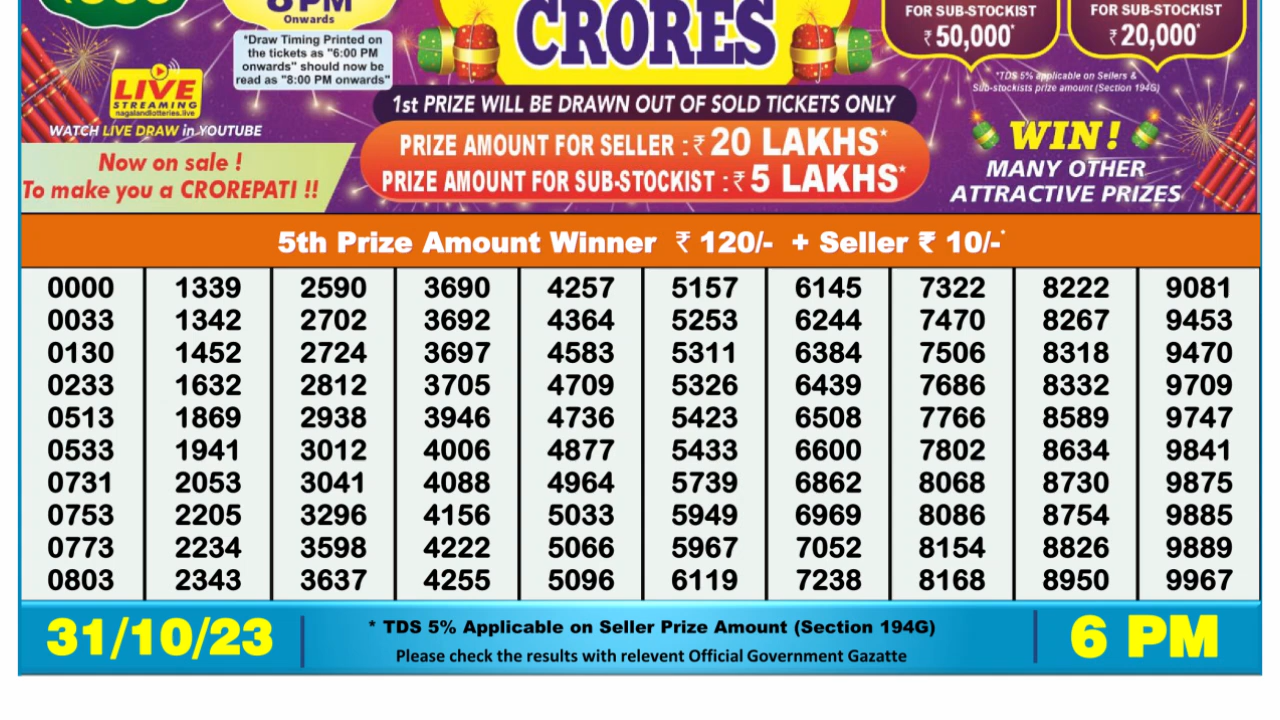 8 PM
Onwards
*Draw Timing Printed on
the tickets as "6:00 PM
onwards" should now be
read as "8:00 PM onwards"
CRORES
FOR SUB-STOCKIST
₹ 50,000*
FOR SUB-STOCKIST
₹ 20,000*
*TDS 5% applicable on Sellers &
Sub-stockists prize amount (Section 194G)
LIVE
STREAMING
nagalandlotteries.live
WATCH LIVE DRAW in YOUTUBE
1st PRIZE WILL BE DRAWN OUT OF SOLD TICKETS ONLY
PRIZE AMOUNT FOR SELLER : ₹ 20 LAKHS*
PRIZE AMOUNT FOR SUB-STOCKIST : ₹ 5 LAKHS*
WIN !
MANY OTHER
ATTRACTIVE PRIZES
Now on sale !
To make you a CROREPATI !!
5th Prize Amount Winner ₹ 120/- + Seller ₹ 10/-*
0000 1339 2590 3690 4257 5157 6145 7322 8222 9081
0033 1342 2702 3692 4364 5253 6244 7470 8267 9453
0130 1452 2724 3697 4583 5311 6384 7506 8318 9470
0233 1632 2812 3705 4709 5326 6439 7686 8332 9709
0513 1869 2938 3946 4736 5423 6508 7766 8589 9747
0533 1941 3012 4006 4877 5433 6600 7802 8634 9841
0731 2053 3041 4088 4964 5739 6862 8068 8730 9875
0753 2205 3296 4156 5033 5949 6969 8086 8754 9885
0773 2234 3598 4222 5066 5967 7052 8154 8826 9889
0803 2343 3637 4255 5096 6119 7238 8168 8950 9967
31/10/23
* TDS 5% Applicable on Seller Prize Amount (Section 194G)
Please check the results with relevent Official Government Gazatte
6 PM